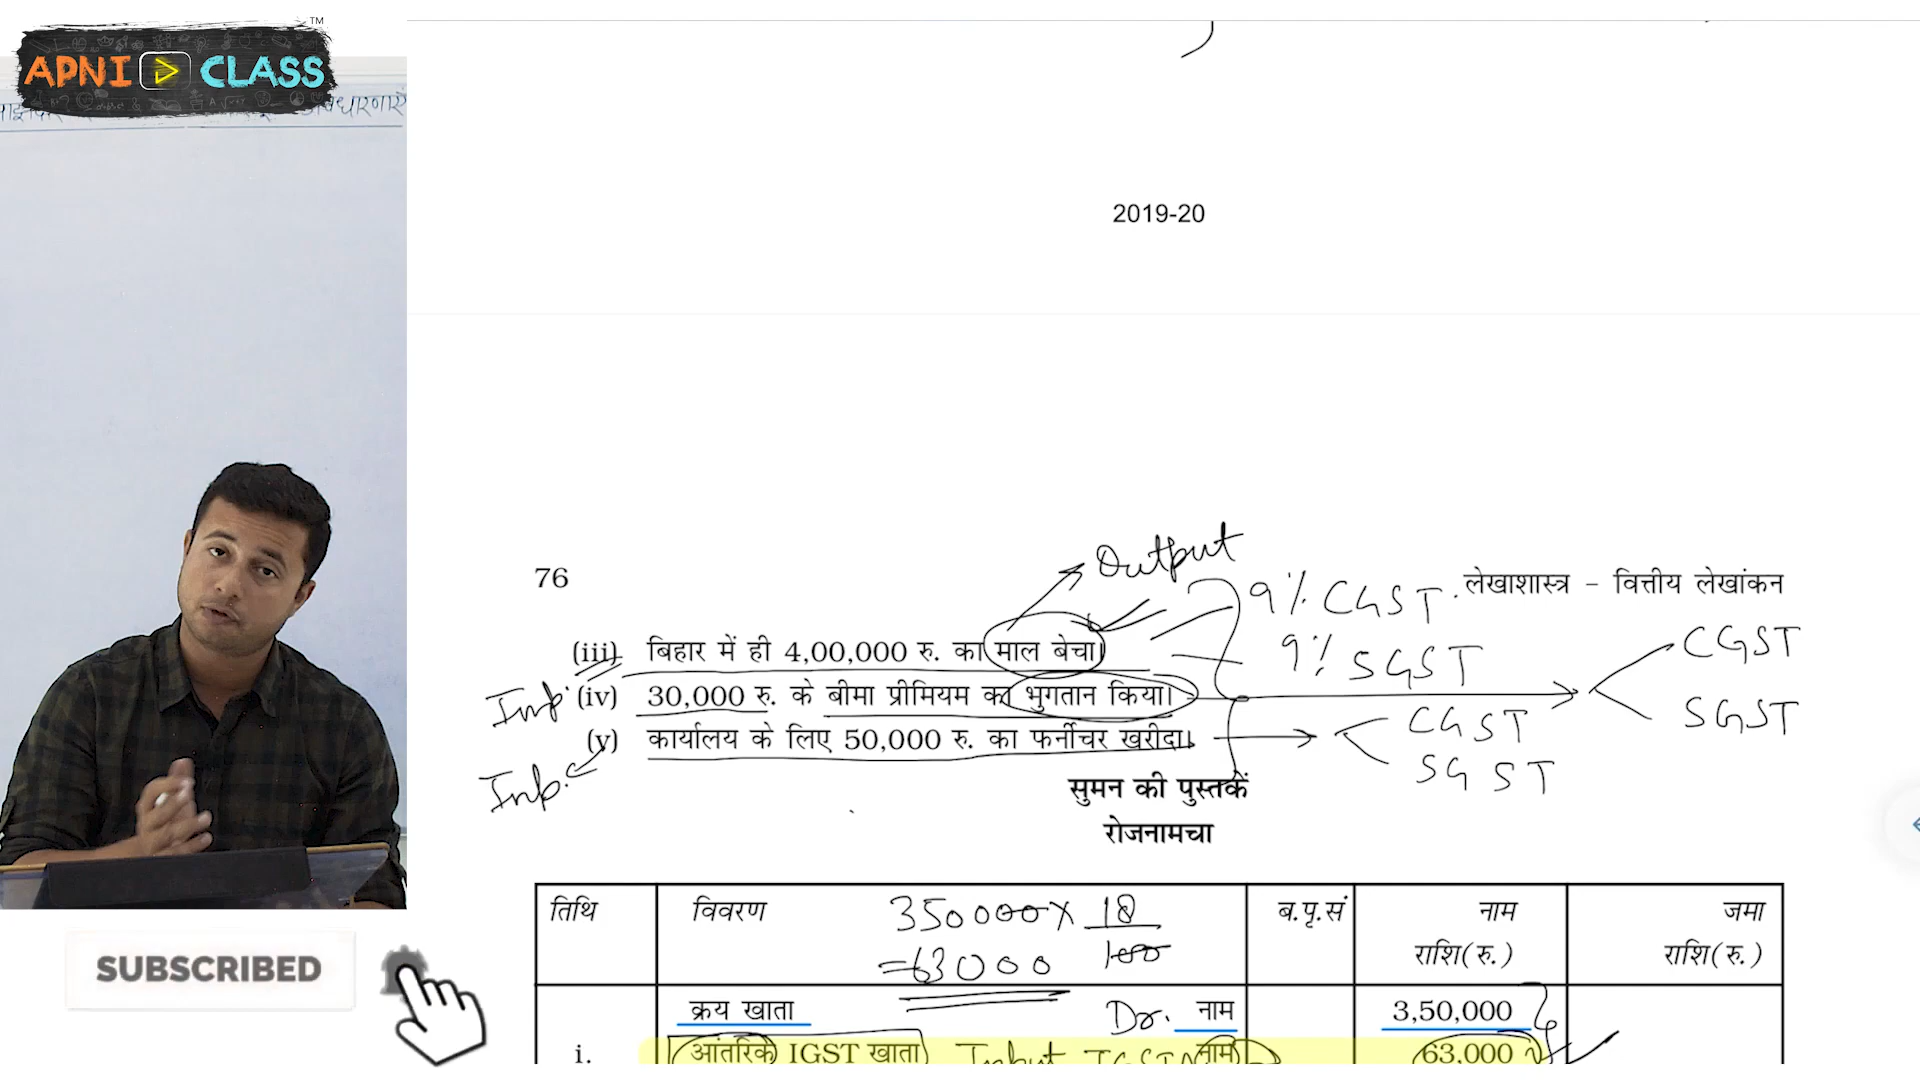 APNI CLASS TM
2019-20
76
Output
9% CGST
लेखाशास्त्र – वित्तीय लेखांकन
(iii) बिहार में ही 4,00,000 रु. का माल बेचा।
9% SGST
CGST
Inp. (iv) 30,000 रु. के बीमा प्रीमियम का भुगतान किया।
CGST
SGST
(v) कार्यालय के लिए 50,000 रु. का फर्नीचर खरीदा।
SGST
Inp.
सुमन की पुस्तकें
रोजनामचा
तिथि विवरण 350000 × 18 ब.पृ.सं नाम जमा
=63000 100 राशि(रु.) राशि(रु.)
SUBSCRIBED
क्रय खाता Dr. नाम 3,50,000
i. आंतरिक IGST खाता Input IGST नाम 63,000